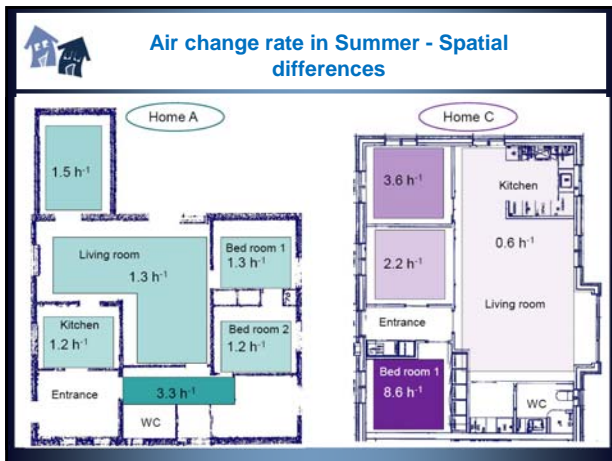 Air change rate in Summer - Spatial
differences
Home A
1.5 h⁻¹
Living room
1.3 h⁻¹
Bed room 1
1.3 h⁻¹
Kitchen
1.2 h⁻¹
Bed room 2
1.2 h⁻¹
Entrance
3.3 h⁻¹
WC
Home C
3.6 h⁻¹
Kitchen
2.2 h⁻¹
0.6 h⁻¹
Living room
Entrance
Bed room 1
8.6 h⁻¹
WC